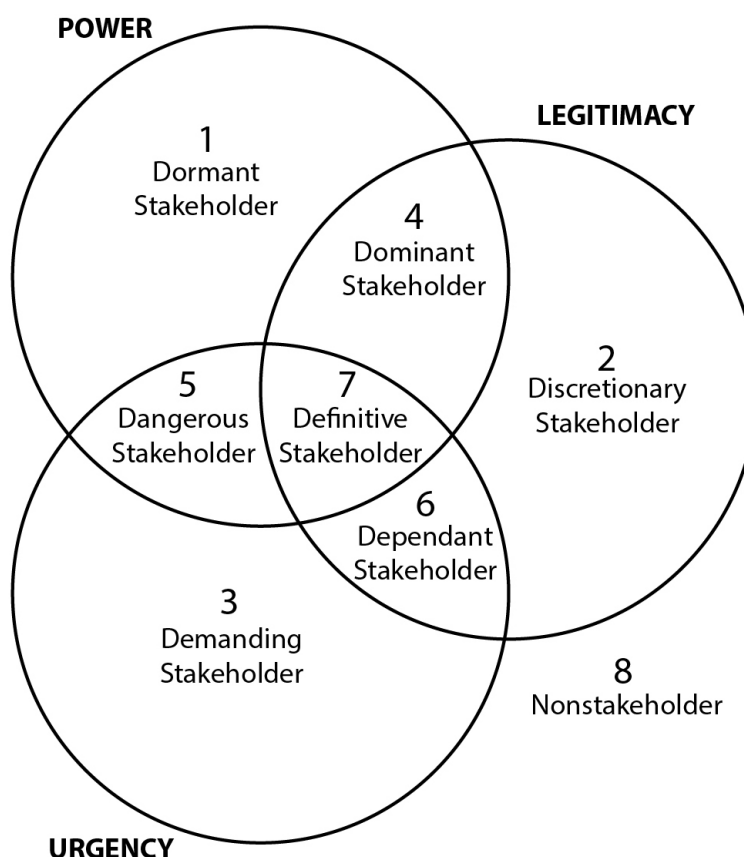 POWER
LEGITIMACY
1
Dormant
Stakeholder
4
Dominant
Stakeholder
2
Discretionary
Stakeholder
5
Dangerous
Stakeholder
7
Definitive
Stakeholder
6
Dependant
Stakeholder
3
Demanding
Stakeholder
8
Nonstakeholder
URGENCY